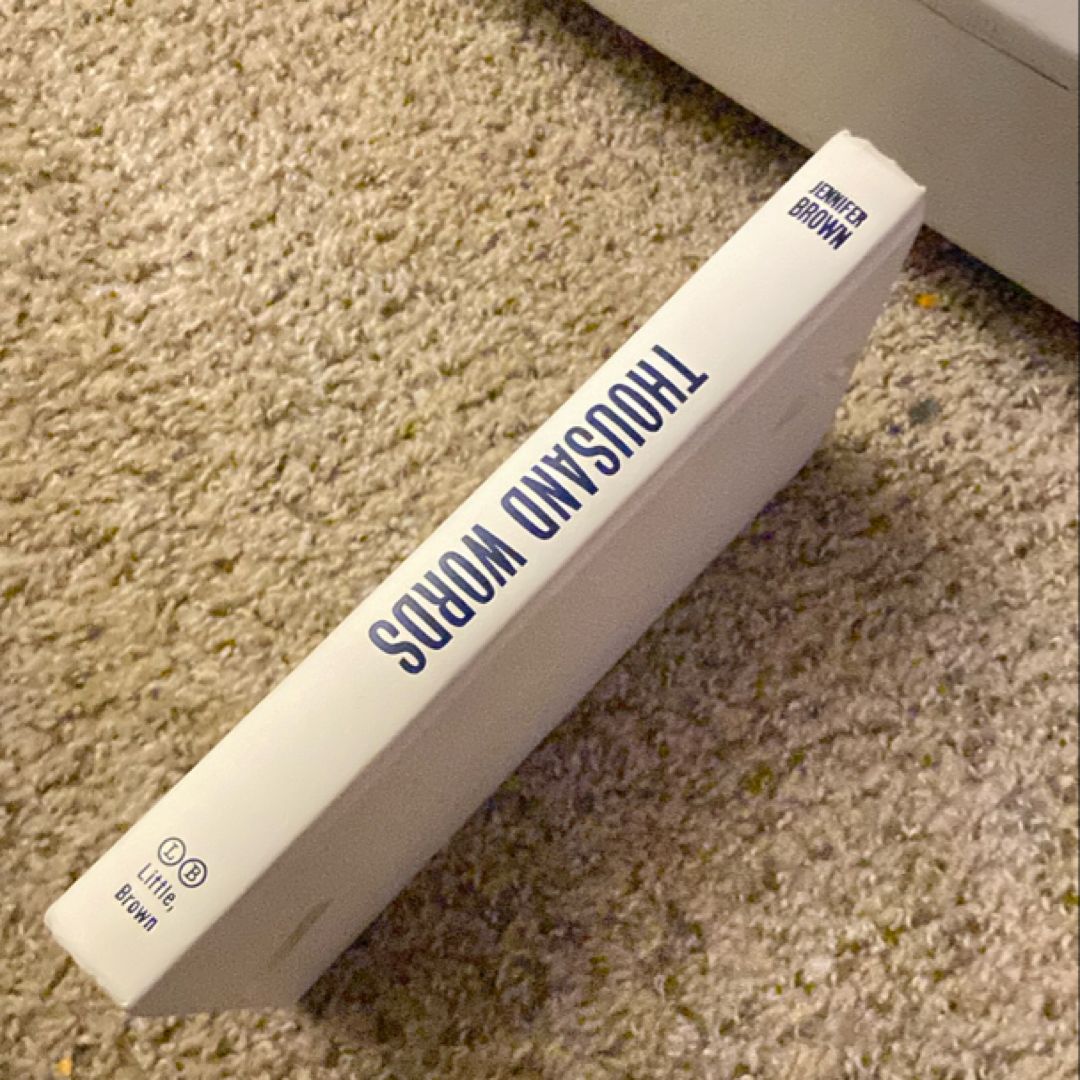 JENNIFER
BROWN
THOUSAND WORDS
LB
Little,
Brown